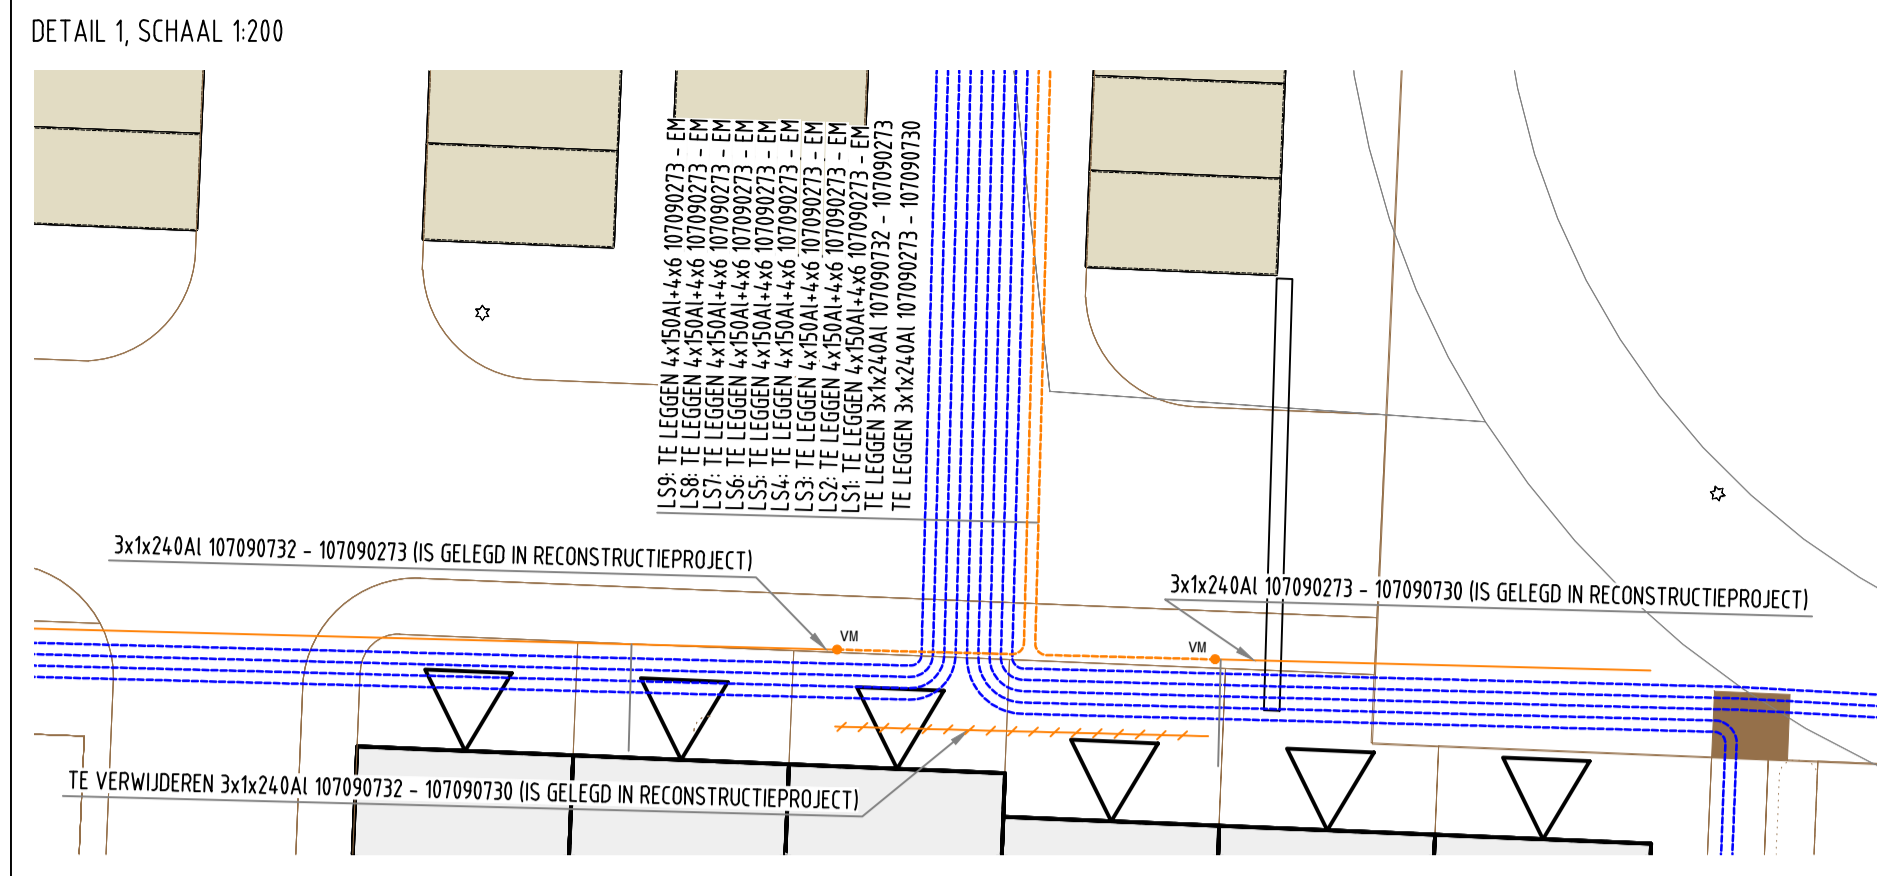 DETAIL 1, SCHAAL 1:200
LS9: TE LEGGEN 4x150Al+4x6 107090273 - EM
LS8: TE LEGGEN 4x150Al+4x6 107090273 - EM
LS7: TE LEGGEN 4x150Al+4x6 107090273 - EM
LS6: TE LEGGEN 4x150Al+4x6 107090273 - EM
LS5: TE LEGGEN 4x150Al+4x6 107090273 - EM
LS4: TE LEGGEN 4x150Al+4x6 107090273 - EM
LS3: TE LEGGEN 4x150Al+4x6 107090273 - EM
LS2: TE LEGGEN 4x150Al+4x6 107090273 - EM
LS1: TE LEGGEN 4x150Al+4x6 107090273 - EM
TE LEGGEN 3x1x240Al 107090732 - 107090273
TE LEGGEN 3x1x240Al 107090273 - 107090730
3x1x240Al 107090732 - 107090273 (IS GELEGD IN RECONSTRUCTIEPROJECT)
3x1x240Al 107090273 - 107090730 (IS GELEGD IN RECONSTRUCTIEPROJECT)
VM
VM
TE VERWIJDEREN 3x1x240Al 107090732 - 107090730 (IS GELEGD IN RECONSTRUCTIEPROJECT)